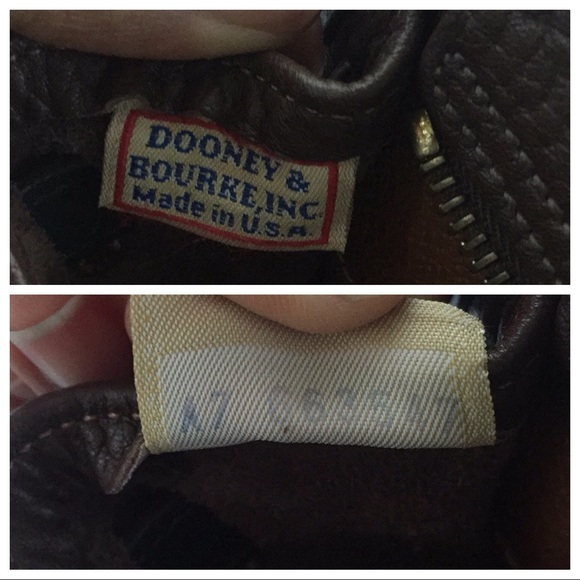 DOONEY &
BOURKE, INC.
Made in U.S.A.
A7